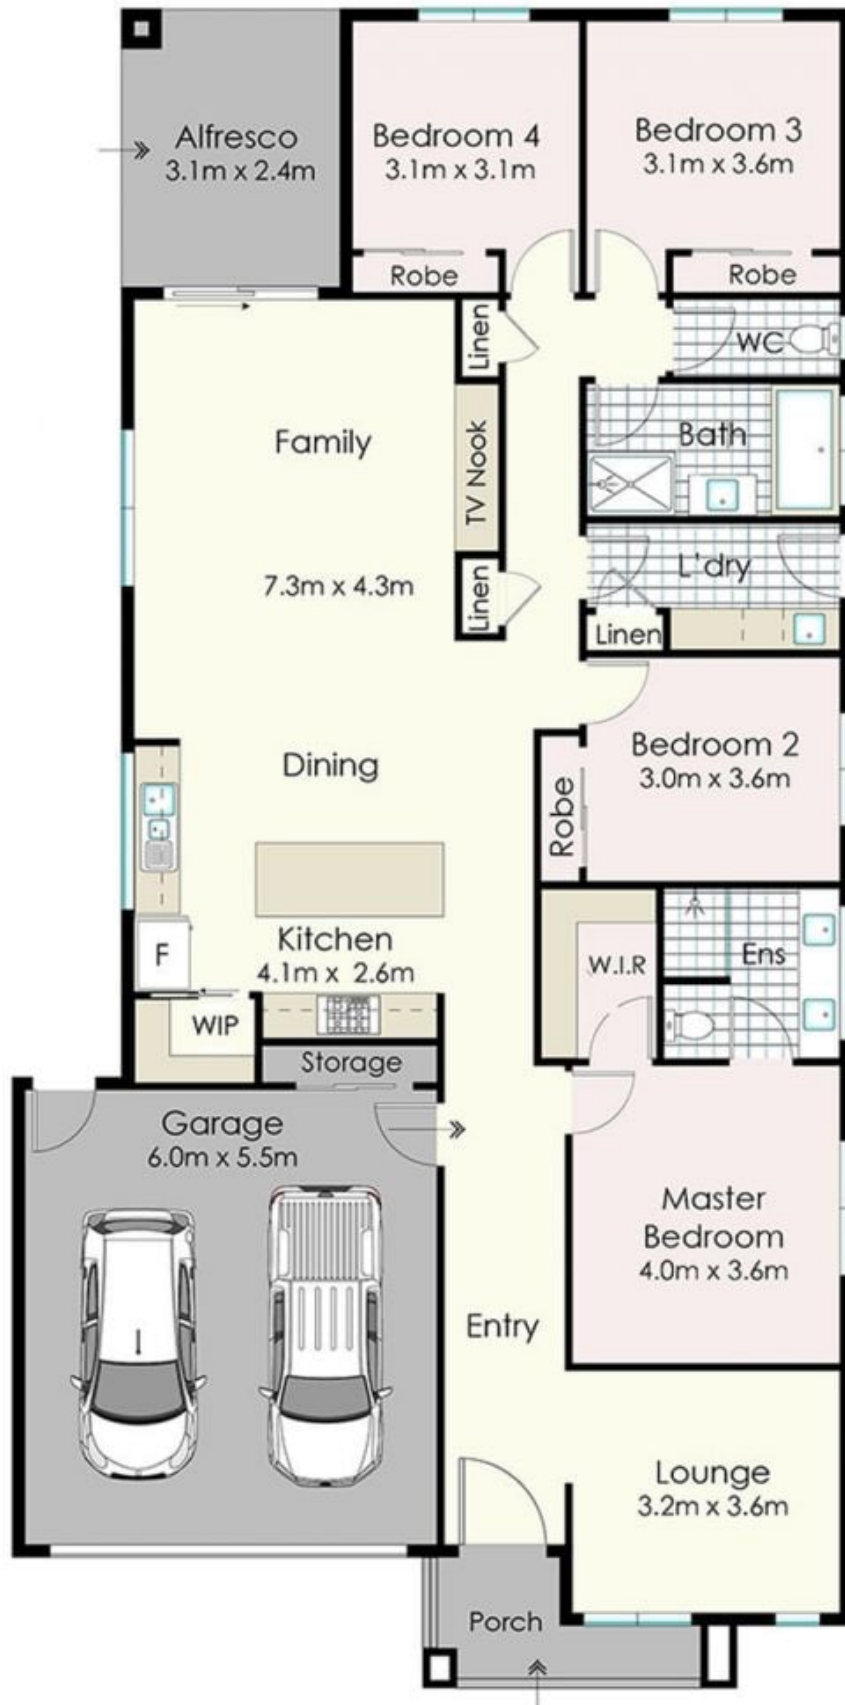 Alfresco
3.1m x 2.4m
Bedroom 4
3.1m x 3.1m
Bedroom 3
3.1m x 3.6m
Robe
Robe
Linen
WC
Family
7.3m x 4.3m
TV Nook
Bath
Linen
L'dry
Linen
Dining
Bedroom 2
3.0m x 3.6m
Robe
F
Kitchen
4.1m x 2.6m
W.I.R
Ens
WIP
Storage
Garage
6.0m x 5.5m
Master
Bedroom
4.0m x 3.6m
Entry
Lounge
3.2m x 3.6m
Porch